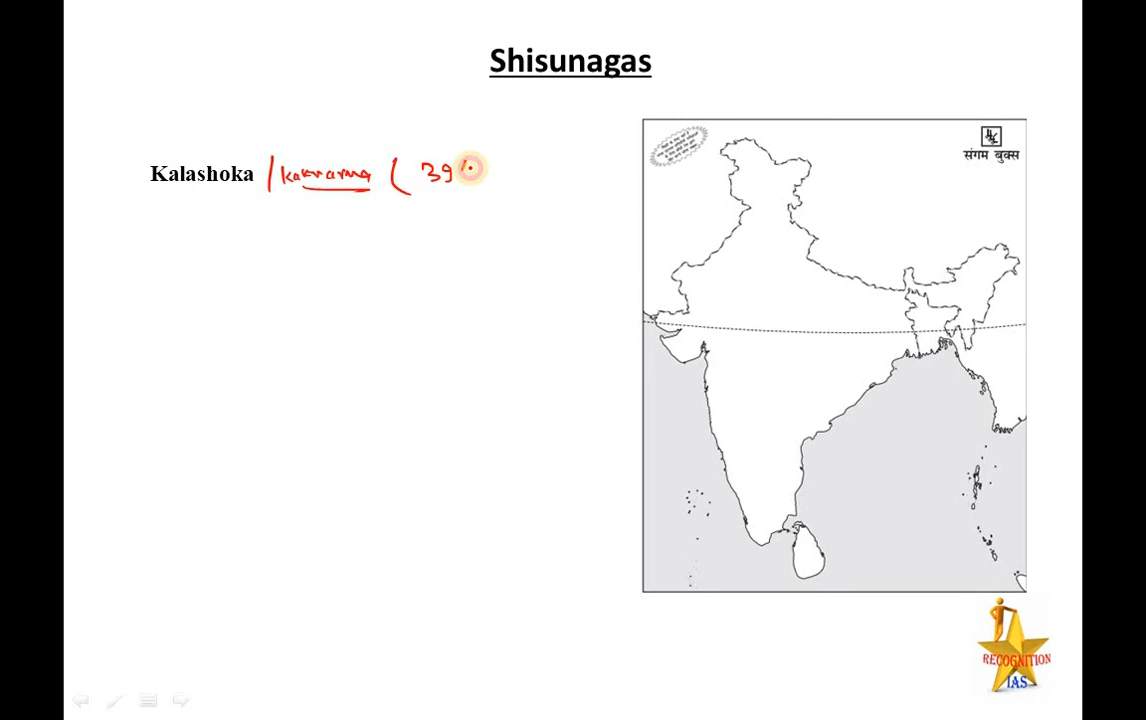 Shisunagas
Kalashoka / kakvarna ( 39
संगम बुक्स
RECOGNITION
IAS